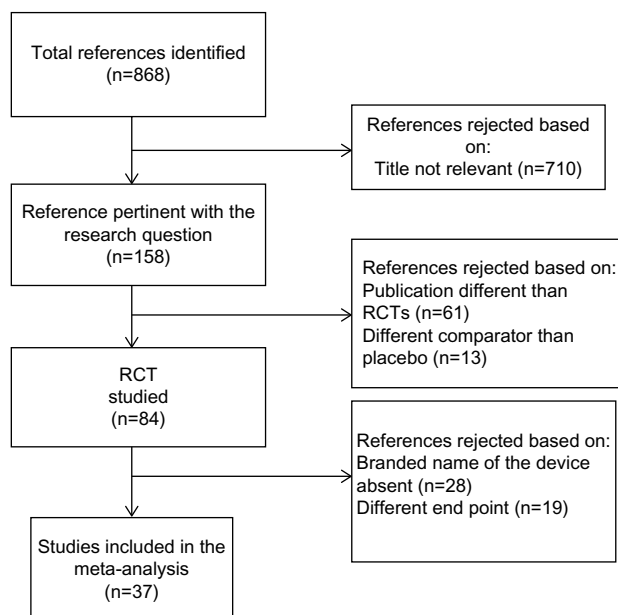 Total references identified
(n=868)
References rejected based
on:
Title not relevant (n=710)
Reference pertinent with the
research question
(n=158)
References rejected based on:
Publication different than
RCTs (n=61)
Different comparator than
placebo (n=13)
RCT
studied
(n=84)
References rejected based on:
Branded name of the device
absent (n=28)
Different end point (n=19)
Studies included in the
meta-analysis
(n=37)